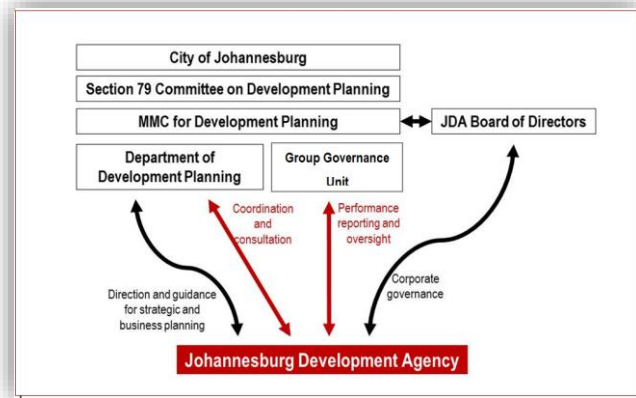 City of Johannesburg
Section 79 Committee on Development Planning
MMC for Development Planning
JDA Board of Directors
Department of
Development Planning
Group Governance
Unit
Coordination
and
consultation
Performance
reporting and
oversight
Direction and guidance
for strategic and
business planning
Corporate
governance
Johannesburg Development Agency